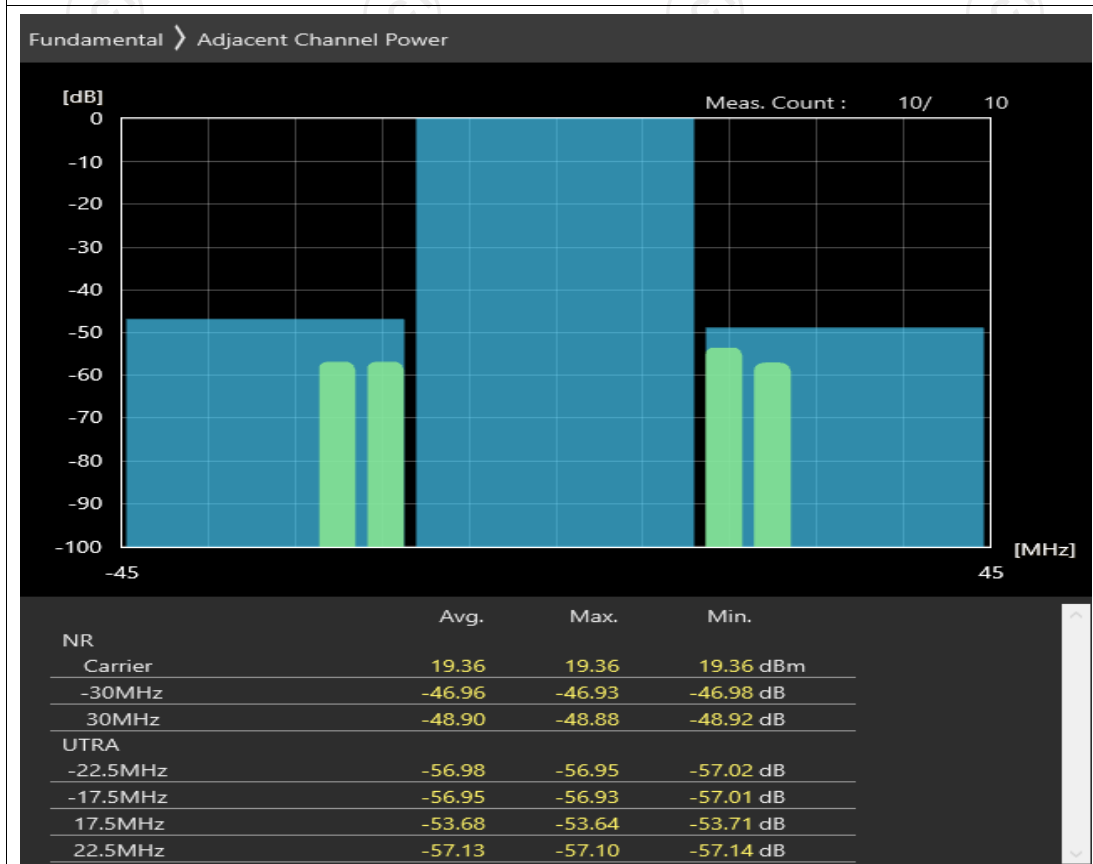 Fundamental ❯ Adjacent Channel Power
[dB]
Meas. Count : 10/ 10
0
-10
-20
-30
-40
-50
-60
-70
-80
-90
-100
[MHz]
-45 45
Avg. Max. Min.
NR
Carrier 19.36 19.36 19.36 dBm
-30MHz -46.96 -46.93 -46.98 dB
30MHz -48.90 -48.88 -48.92 dB
UTRA
-22.5MHz -56.98 -56.95 -57.02 dB
-17.5MHz -56.95 -56.93 -57.01 dB
17.5MHz -53.68 -53.64 -53.71 dB
22.5MHz -57.13 -57.10 -57.14 dB